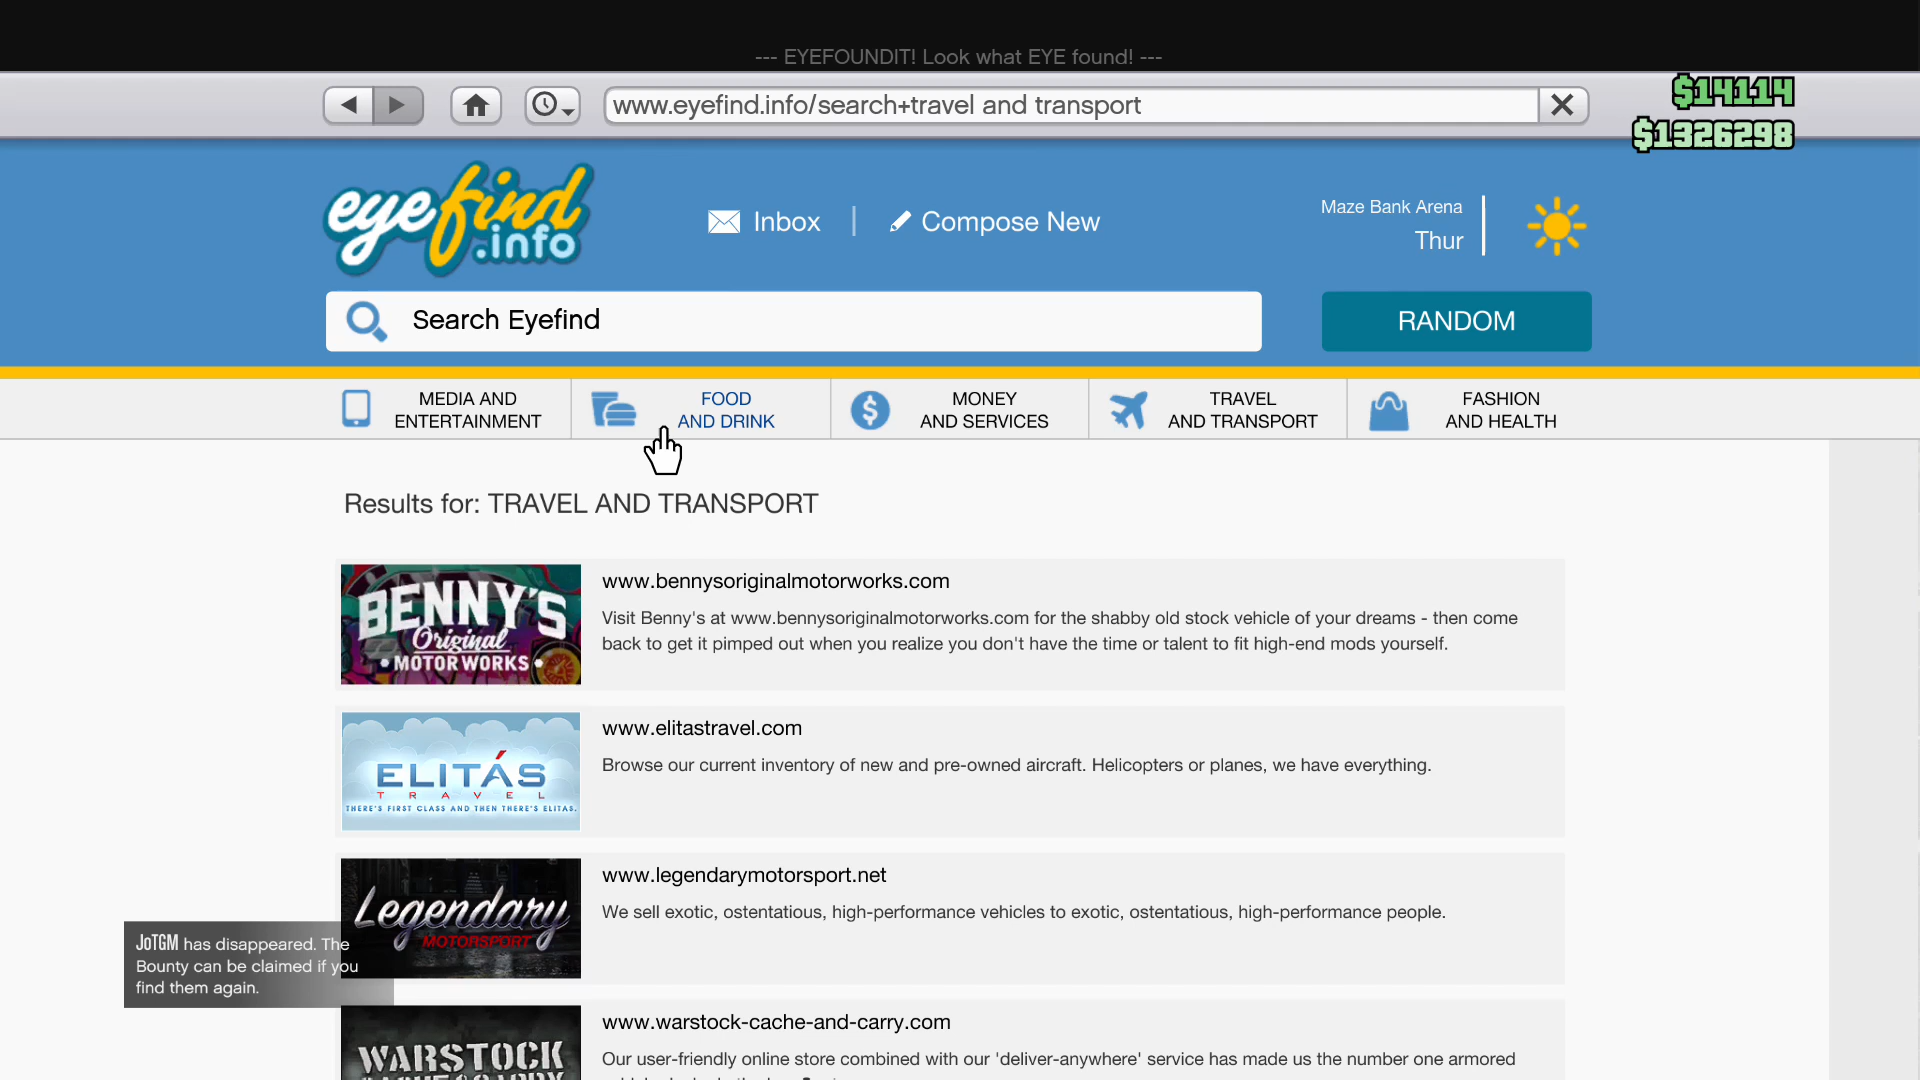 --- EYEFOUNDIT! Look what EYE found! ---
www.eyefind.info/search+travel and transport
$14114
$1326298
eyefind
.info
Inbox
Compose New
Maze Bank Arena
Thur
Search Eyefind
RANDOM
MEDIA AND
ENTERTAINMENT
FOOD
AND DRINK
MONEY
AND SERVICES
TRAVEL
AND TRANSPORT
FASHION
AND HEALTH
Results for: TRAVEL AND TRANSPORT
BENNY'S
Original
MOTOR WORKS
www.bennysoriginalmotorworks.com
Visit Benny's at www.bennysoriginalmotorworks.com for the shabby old stock vehicle of your dreams - then come
back to get it pimped out when you realize you don't have the time or talent to fit high-end mods yourself.
ELITÁS
TRAVEL
THERE'S FIRST CLASS AND THEN THERE'S ELITAS.
www.elitastravel.com
Browse our current inventory of new and pre-owned aircraft. Helicopters or planes, we have everything.
Legendary
MOTORSPORT
www.legendarymotorsport.net
We sell exotic, ostentatious, high-performance vehicles to exotic, ostentatious, high-performance people.
JoTGM has disappeared. The
Bounty can be claimed if you
find them again.
WARSTOCK
www.warstock-cache-and-carry.com
Our user-friendly online store combined with our 'deliver-anywhere' service has made us the number one armored